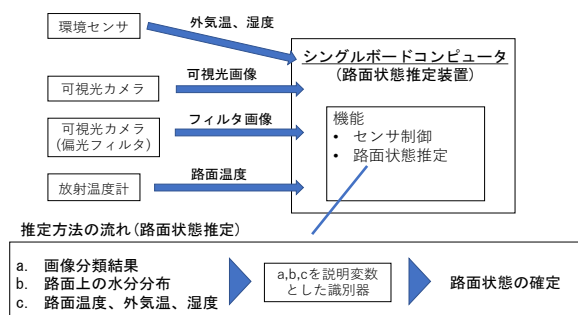 環境センサ
外気温、湿度
シングルボードコンピュータ
(路面状態推定装置)
可視光画像
可視光カメラ
フィルタ画像
可視光カメラ
(偏光フィルタ)
機能
• センサ制御
• 路面状態推定
路面温度
放射温度計
推定方法の流れ(路面状態推定)
a. 画像分類結果
b. 路面上の水分分布
c. 路面温度、外気温、湿度
a,b,cを説明変数
とした識別器
路面状態の確定